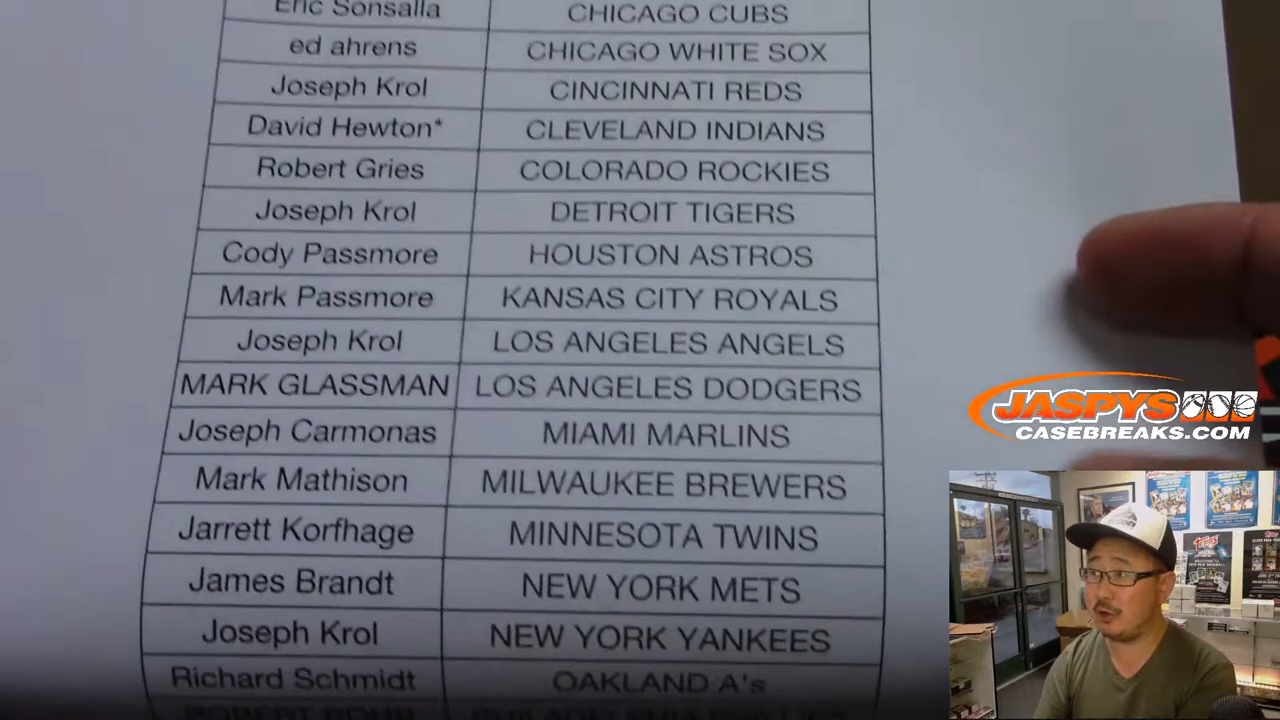 Eric Sonsalla CHICAGO CUBS
ed ahrens CHICAGO WHITE SOX
Joseph Krol CINCINNATI REDS
David Hewton* CLEVELAND INDIANS
Robert Gries COLORADO ROCKIES
Joseph Krol DETROIT TIGERS
Cody Passmore HOUSTON ASTROS
Mark Passmore KANSAS CITY ROYALS
Joseph Krol LOS ANGELES ANGELS
MARK GLASSMAN LOS ANGELES DODGERS
Joseph Carmonas MIAMI MARLINS
Mark Mathison MILWAUKEE BREWERS
Jarrett Korfhage MINNESOTA TWINS
James Brandt NEW YORK METS
Joseph Krol NEW YORK YANKEES
Richard Schmidt OAKLAND A's
JASPYS
CASEBREAKS.COM
TOPPS